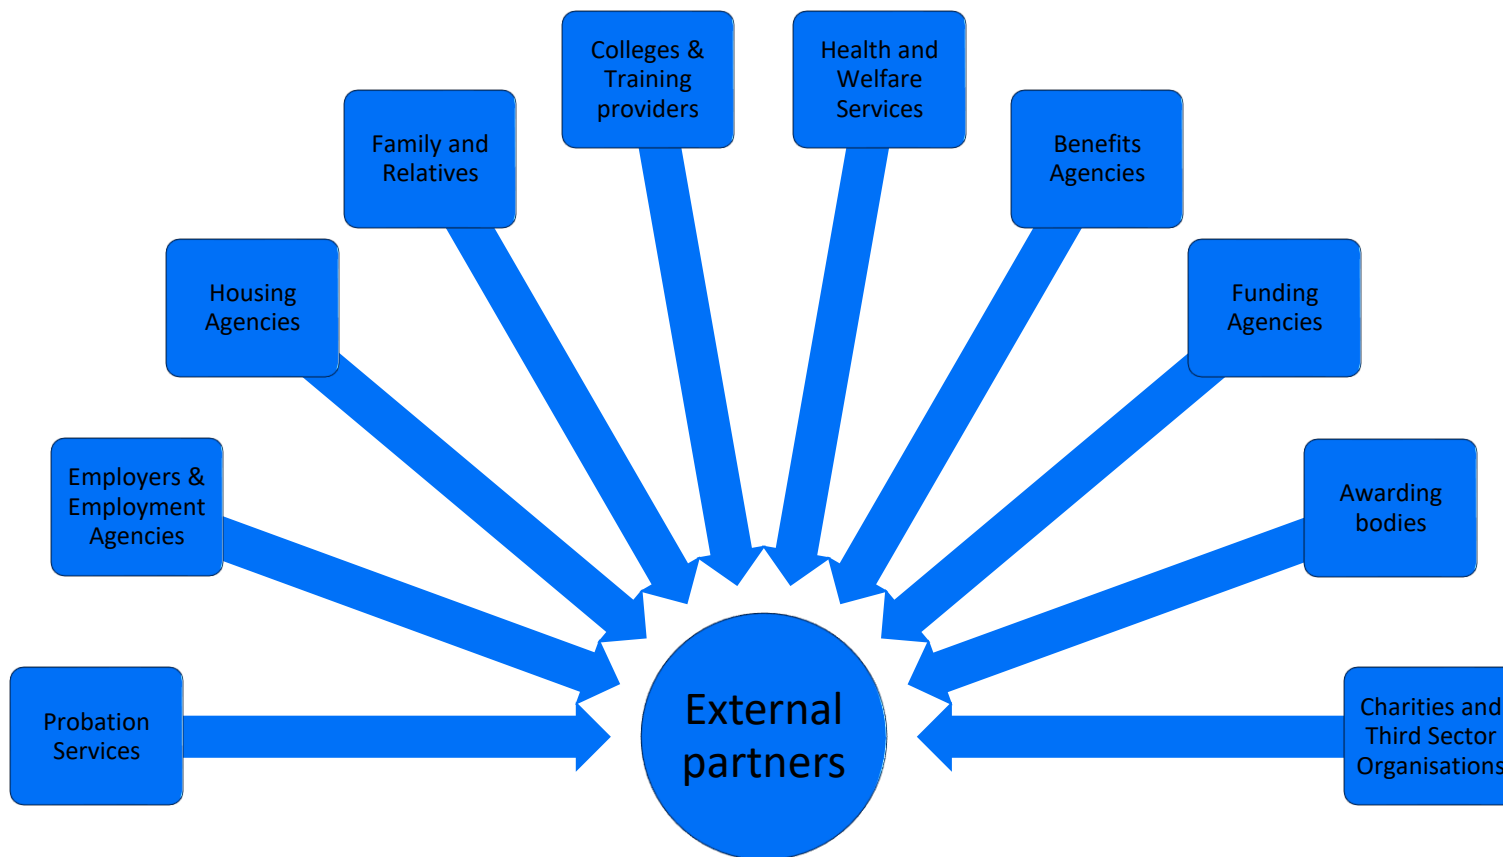 Colleges &
Training
providers
Health and
Welfare
Services
Family and
Relatives
Benefits
Agencies
Housing
Agencies
Funding
Agencies
Employers &
Employment
Agencies
Awarding
bodies
Probation
Services
External
partners
Charities and
Third Sector
Organisations